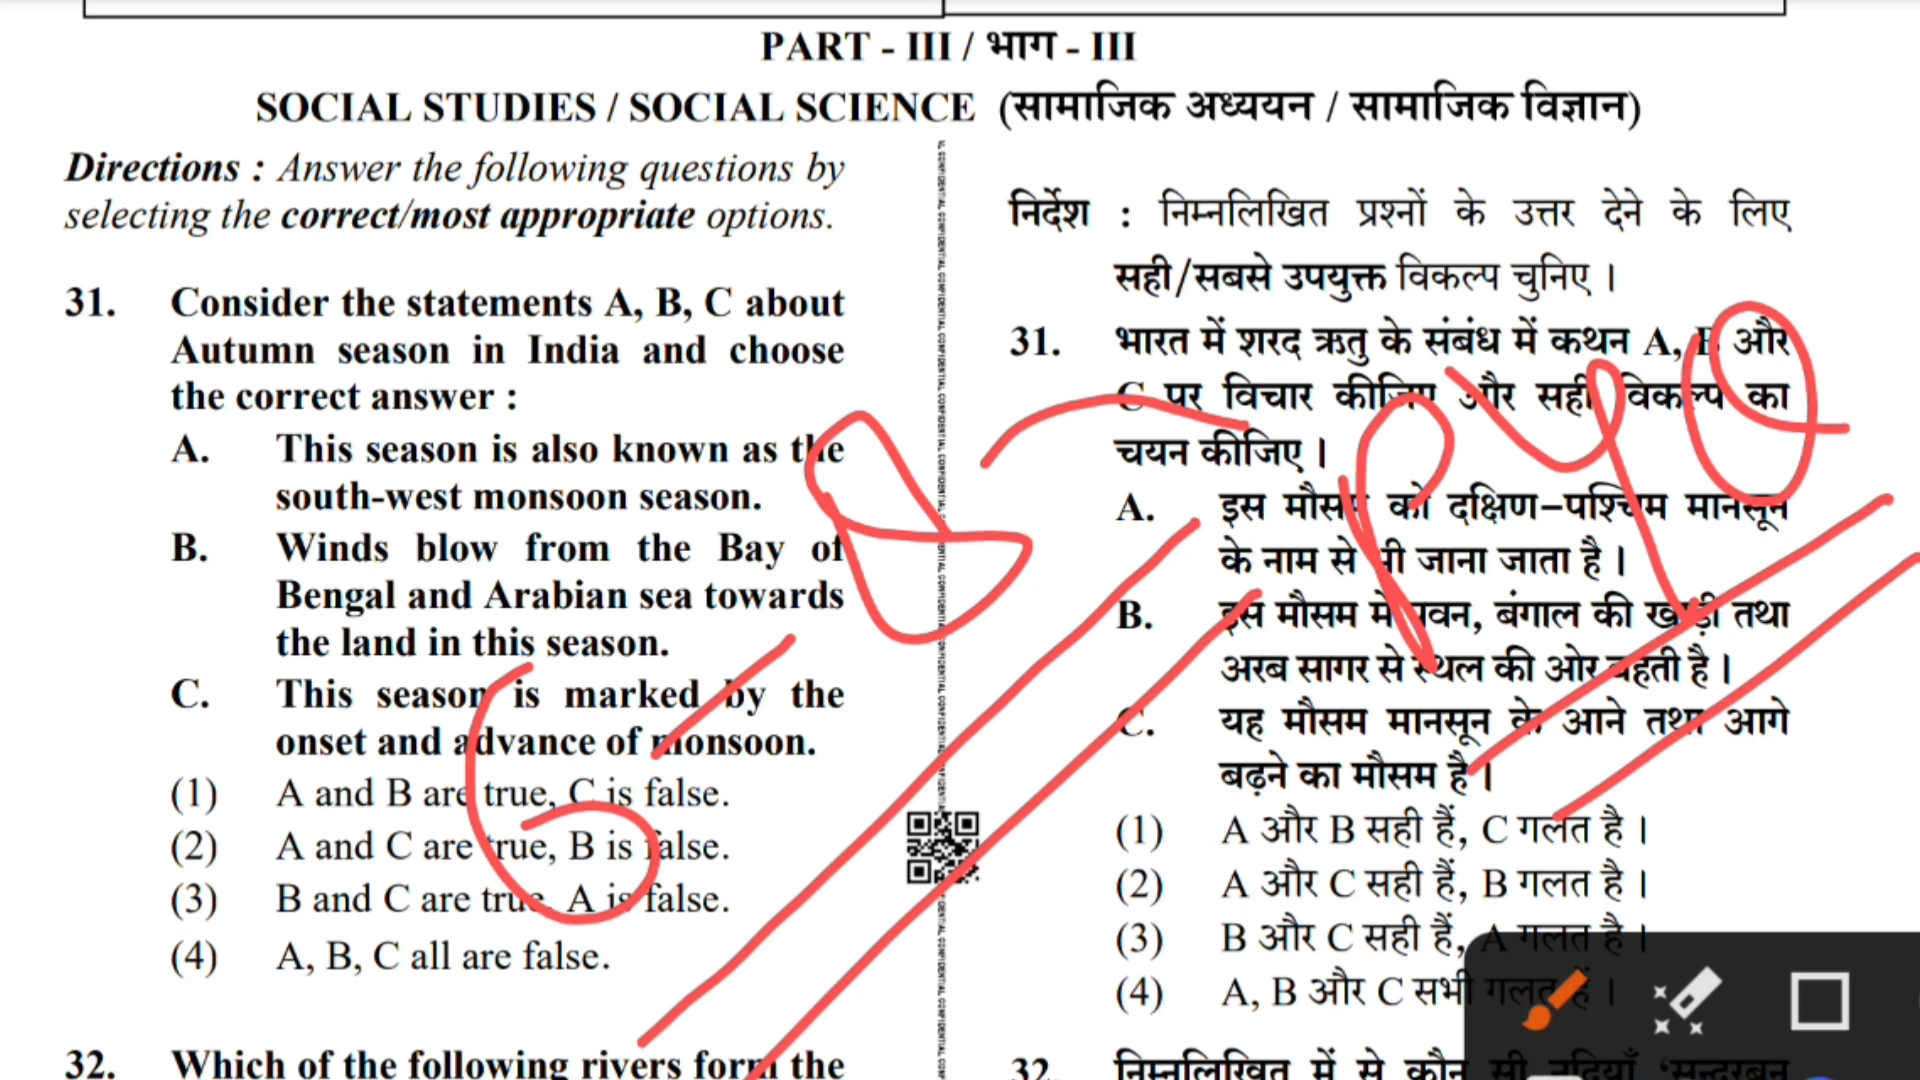 PART - III / भाग - III
SOCIAL STUDIES / SOCIAL SCIENCE (सामाजिक अध्ययन / सामाजिक विज्ञान)
Directions : Answer the following questions by
selecting the correct/most appropriate options.
31. Consider the statements A, B, C about
Autumn season in India and choose
the correct answer :
A. This season is also known as the
south-west monsoon season.
B. Winds blow from the Bay of
Bengal and Arabian sea towards
the land in this season.
C. This season is marked by the
onset and advance of monsoon.
(1) A and B are true, C is false.
(2) A and C are true, B is false.
(3) B and C are true, A is false.
(4) A, B, C all are false.
32. Which of the following rivers form the
निर्देश : निम्नलिखित प्रश्नों के उत्तर देने के लिए
सही/सबसे उपयुक्त विकल्प चुनिए ।
31. भारत में शरद ऋतु के संबंध में कथन A, B और
C पर विचार कीजिए और सही विकल्प का
चयन कीजिए ।
A. इस मौसम को दक्षिण–पश्चिम मानसून
के नाम से भी जाना जाता है ।
B. इस मौसम में पवन, बंगाल की खाड़ी तथा
अरब सागर से स्थल की ओर बहती है ।
C. यह मौसम मानसून के आने तथा आगे
बढ़ने का मौसम है ।
(1) A और B सही हैं, C गलत है ।
(2) A और C सही हैं, B गलत है ।
(3) B और C सही हैं, A गलत है ।
(4) A, B और C सभी गलत हैं ।
32. निम्नलिखित में से कौन सी नदियाँ 'सुन्दरबन